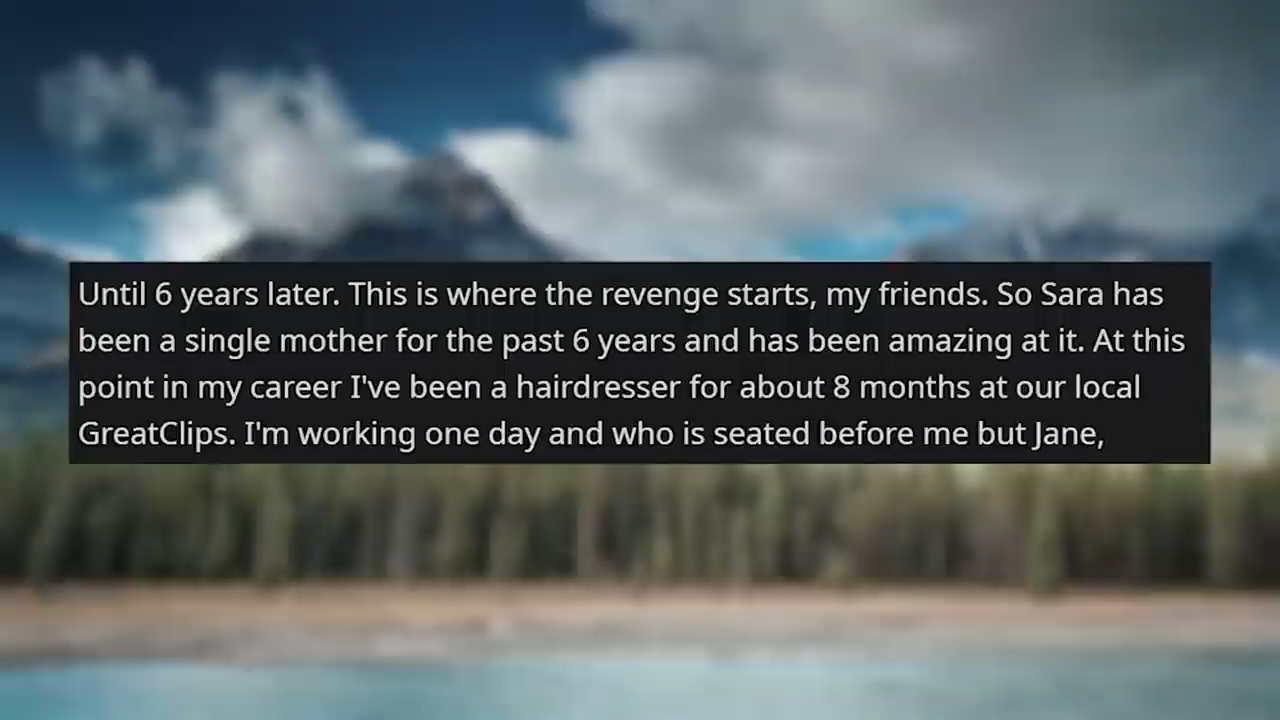 Until 6 years later. This is where the revenge starts, my friends. So Sara has
been a single mother for the past 6 years and has been amazing at it. At this
point in my career I've been a hairdresser for about 8 months at our local
GreatClips. I'm working one day and who is seated before me but Jane,